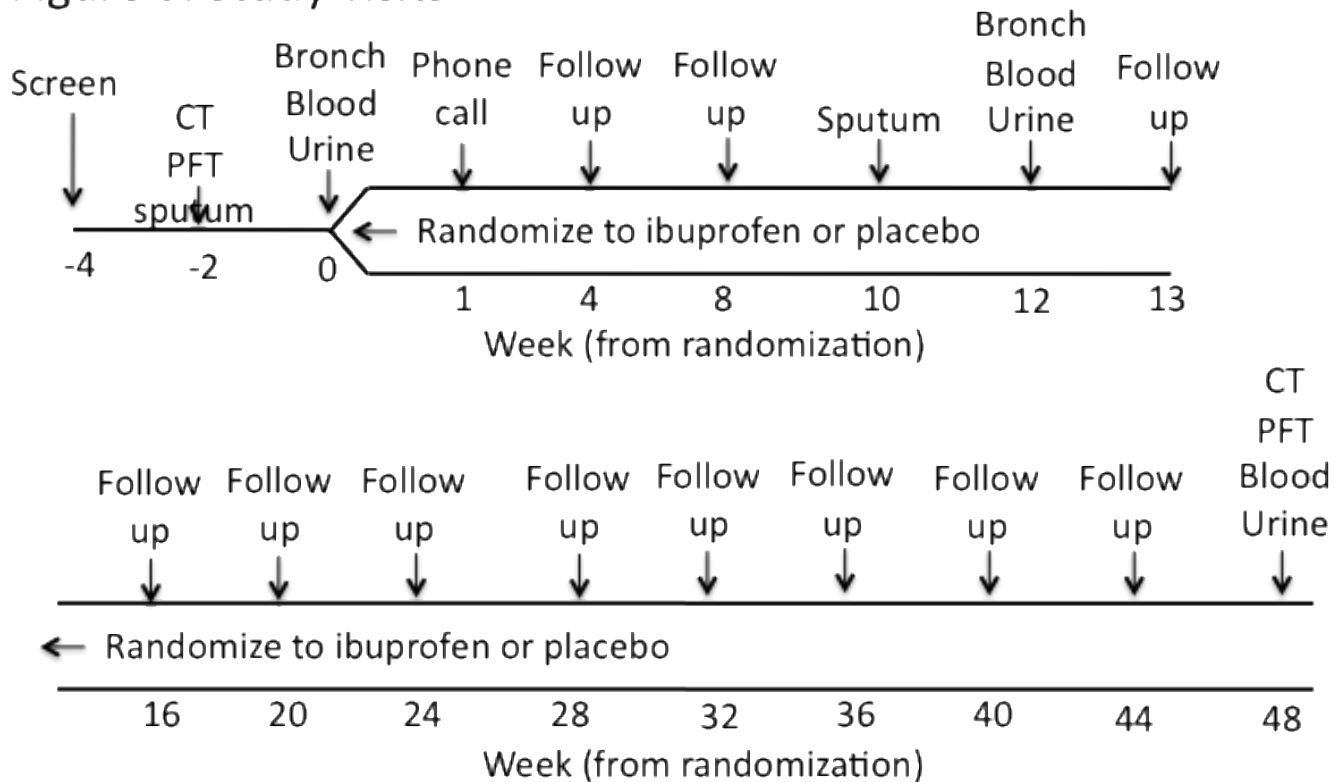 Screen
CT
PFT
sputum
Bronch
Blood
Urine
Phone
call
Follow
up
Follow
up
Sputum
Bronch
Blood
Urine
Follow
up
Randomize to ibuprofen or placebo
-4 -2 0 1 4 8 10 12 13
Week (from randomization)
Follow
up
Follow
up
Follow
up
Follow
up
Follow
up
Follow
up
Follow
up
Follow
up
CT
PFT
Blood
Urine
Randomize to ibuprofen or placebo
16 20 24 28 32 36 40 44 48
Week (from randomization)